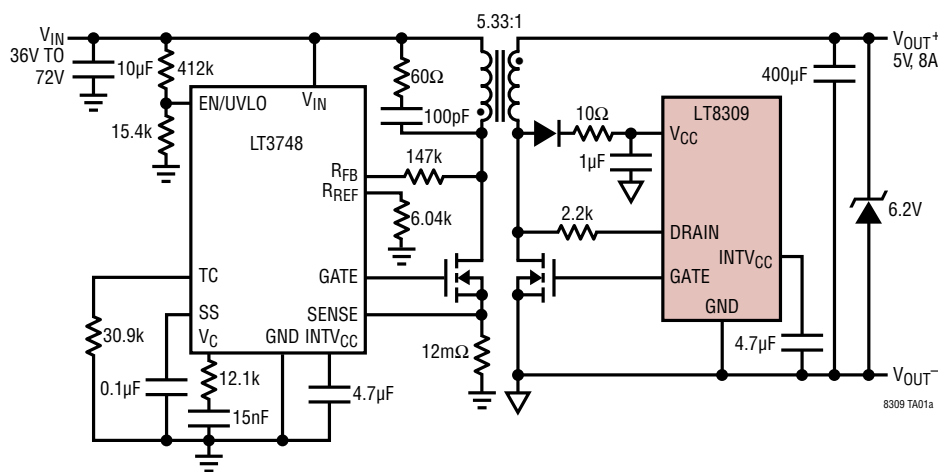 5.33:1
VIN
36V TO
72V
10µF
412k
15.4k
EN/UVLO
VIN
LT3748
60Ω
100pF
RFB
147k
RREF
6.04k
TC
GATE
SS
SENSE
VC
GND
INTVCC
30.9k
0.1µF
12.1k
15nF
4.7µF
12mΩ
10Ω
1µF
LT8309
VCC
2.2k
DRAIN
INTVCC
GATE
GND
4.7µF
400µF
6.2V
VOUT+
5V, 8A
VOUT–
8309 TA01a